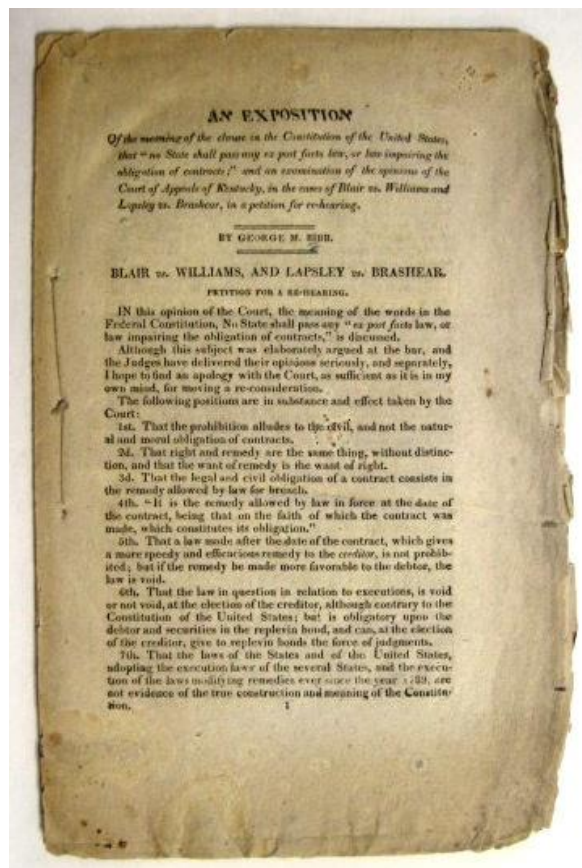 AN EXPOSITION
Of the meaning of the clause in the Constitution of the United States,
that "no State shall pass any ex post facto law, or law impairing the
obligation of contracts;" and an examination of the opinions of the
Court of Appeals of Kentucky, in the cases of Blair vs. Williams and
Lapsley vs. Brashear, in a petition for re-hearing.
BY GEORGE M. BIBB.
BLAIR vs. WILLIAMS, AND LAPSLEY vs. BRASHEAR.
PETITION FOR A RE-HEARING.
IN this opinion of the Court, the meaning of the words in the
Federal Constitution, No State shall pass any "ex post facto law, or
law impairing the obligation of contracts," is discussed.
Although this subject was elaborately argued at the bar, and
the Judges have delivered their opinions seriously, and separately,
I hope to find an apology with the Court, as sufficient as it is in my
own mind, for moving a re-consideration.
The following positions are in substance and effect taken by the
Court:
1st. That the prohibition alludes to the civil, and not the natur-
al and moral obligation of contracts.
2d. That right and remedy are the same thing, without distinc-
tion, and that the want of remedy is the want of right.
3d. That the legal and civil obligation of a contract consists in
the remedy allowed by law for breach.
4th. "It is the remedy allowed by law in force at the date of
the contract, being that on the faith of which the contract was
made, which constitutes its obligation."
5th. That a law made after the date of the contract, which gives
a more speedy and efficacious remedy to the creditor, is not prohib-
ited; but if the remedy be made more favorable to the debtor, the
law is void.
6th. That the law in question in relation to executions, is void
or not void, at the election of the creditor, although contrary to the
Constitution of the United States; but is obligatory upon the
debtor and securities in the replevin bond, and can, at the election
of the creditor, give to replevin bonds the force of judgments.
7th. That the laws of the States and of the United States,
adopting the execution laws of the several States, and the execu-
tion of the laws modifying remedies ever since the year 1789, are
not evidence of the true construction and meaning of the Constitu-
tion.
1